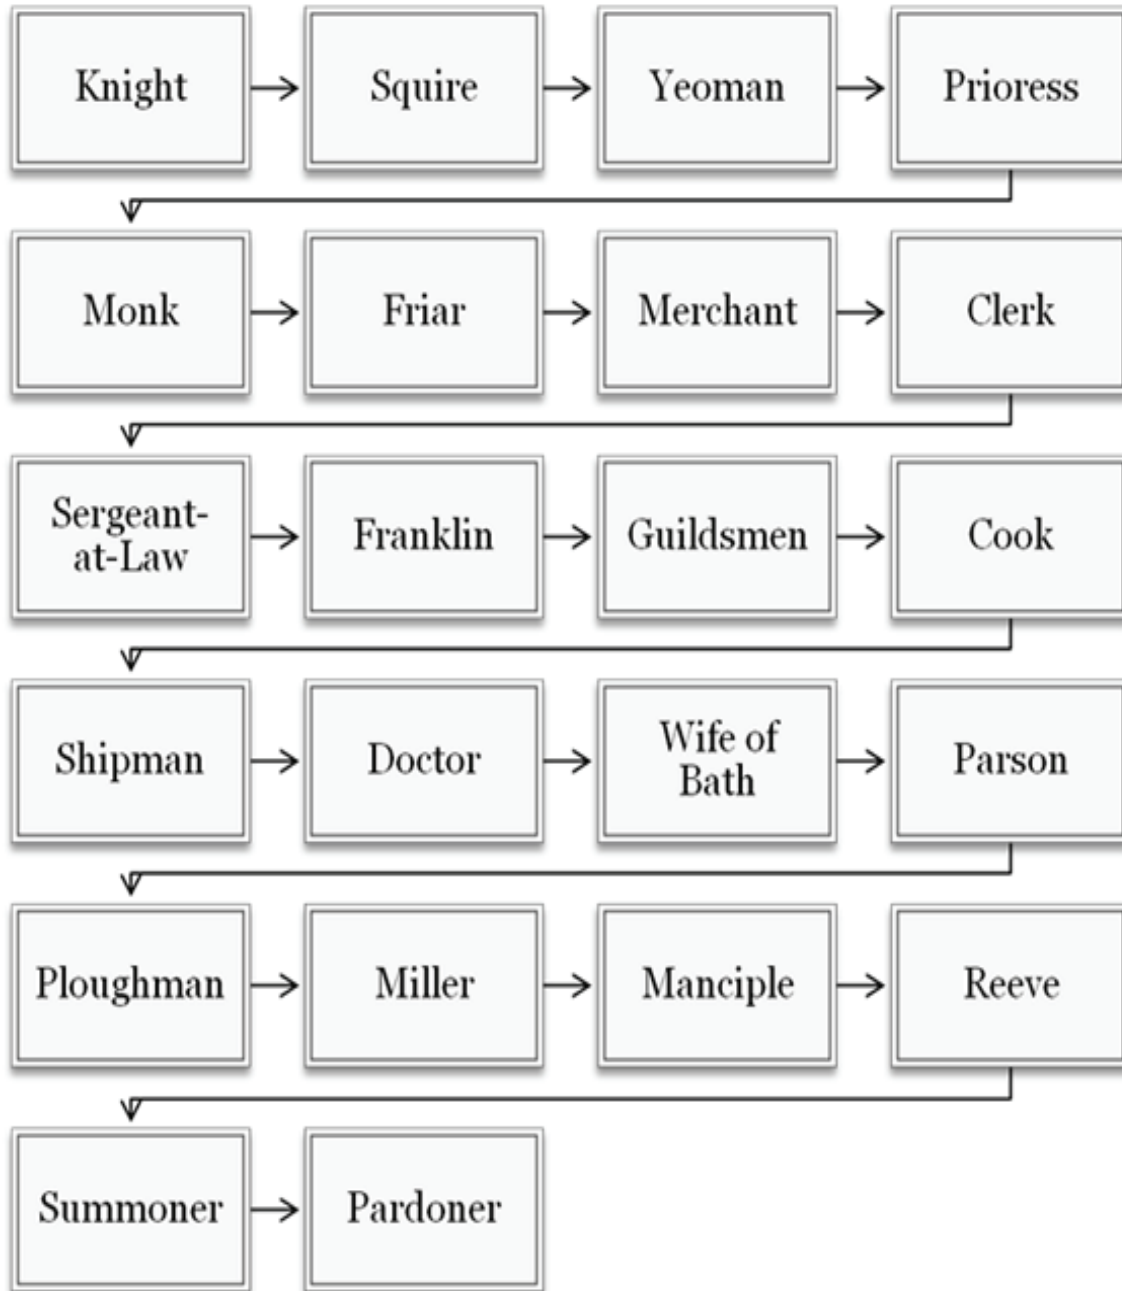 Knight
Squire
Yeoman
Prioress
Monk
Friar
Merchant
Clerk
Sergeant-
at-Law
Franklin
Guildsmen
Cook
Shipman
Doctor
Wife of
Bath
Parson
Ploughman
Miller
Manciple
Reeve
Summoner
Pardoner